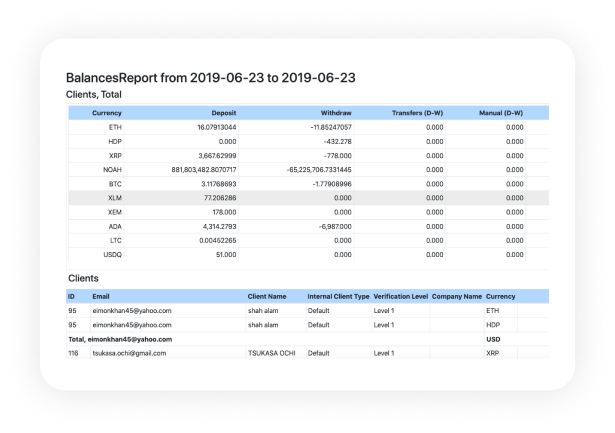 BalancesReport from 2019-06-23 to 2019-06-23
Clients, Total
Currency Deposit Withdraw Transfers (D-W) Manual (D-W)
ETH 16.07913044 -11.85247057 0.000 0.000
HDP 0.000 -432.278 0.000 0.000
XRP 3,667.62999 -778.000 0.000 0.000
NOAH 881,803,482.8070717 -65,225,706.7331445 0.000 0.000
BTC 3.11768693 -1.77908996 0.000 0.000
XLM 77.206286 0.000 0.000 0.000
XEM 178.000 0.000 0.000 0.000
ADA 4,314.2793 -6,987.000 0.000 0.000
LTC 0.00452265 0.000 0.000 0.000
USDQ 51.000 0.000 0.000 0.000
Clients
ID Email Client Name Internal Client Type Verification Level Company Name Currency
95 eimonkhan45@yahoo.com shah alam Default Level 1 ETH
95 eimonkhan45@yahoo.com shah alam Default Level 1 HDP
Total, eimonkhan45@yahoo.com USD
116 tsukasa.ochi@gmail.com TSUKASA OCHI Default Level 1 XRP